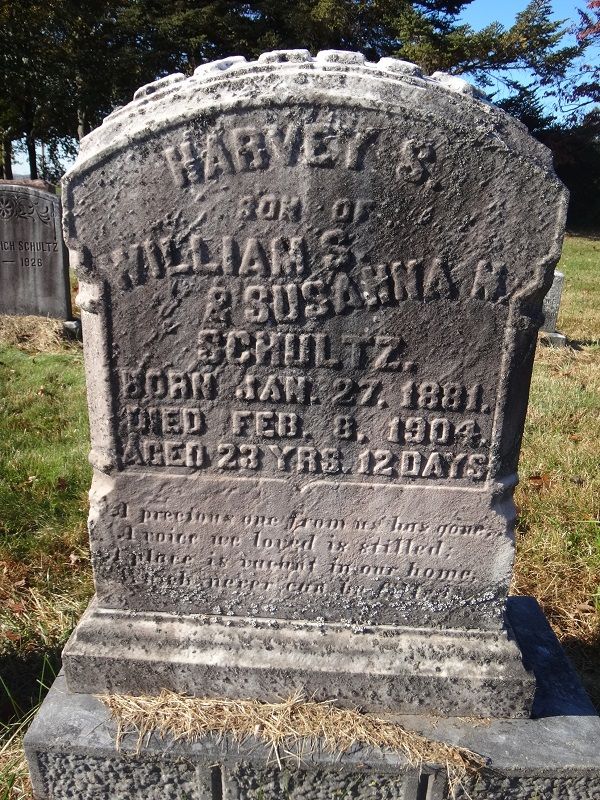 HARVEY S.
SON OF
WILLIAM S.
& SUSANNA M.
SCHULTZ.
BORN JAN. 27, 1881.
DIED FEB. 8, 1904.
AGED 23 YRS. 12 DAYS
A precious one from us has gone,
A voice we loved is stilled;
A place is vacant in our home,
Which never can be filled.
ICH SCHULTZ
— 1926